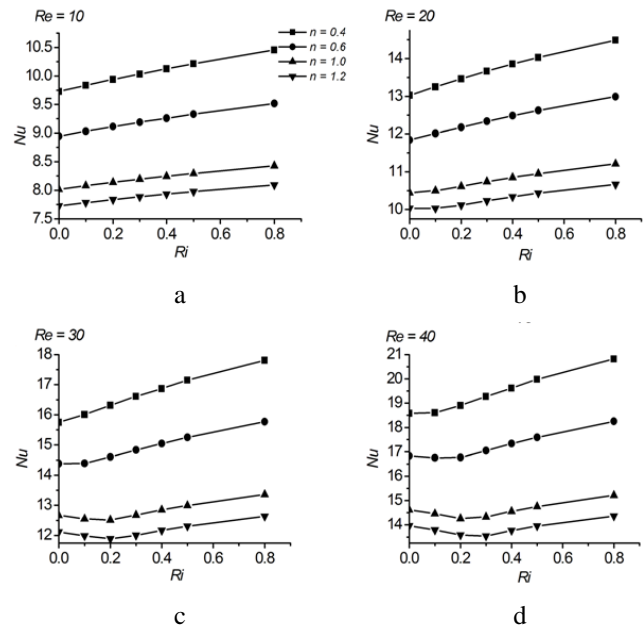 Re = 10
n = 0.4
n = 0.6
n = 1.0
n = 1.2
10.5
10.0
9.5
9.0
8.5
8.0
7.5
Nu
0.0 0.2 0.4 0.6 0.8
Ri
a
Re = 20
14
13
12
11
10
Nu
0.0 0.2 0.4 0.6 0.8
Ri
b
Re = 30
18
17
16
15
14
13
12
Nu
0.0 0.2 0.4 0.6 0.8
Ri
c
Re = 40
21
20
19
18
17
16
15
14
Nu
0.0 0.2 0.4 0.6 0.8
Ri
d